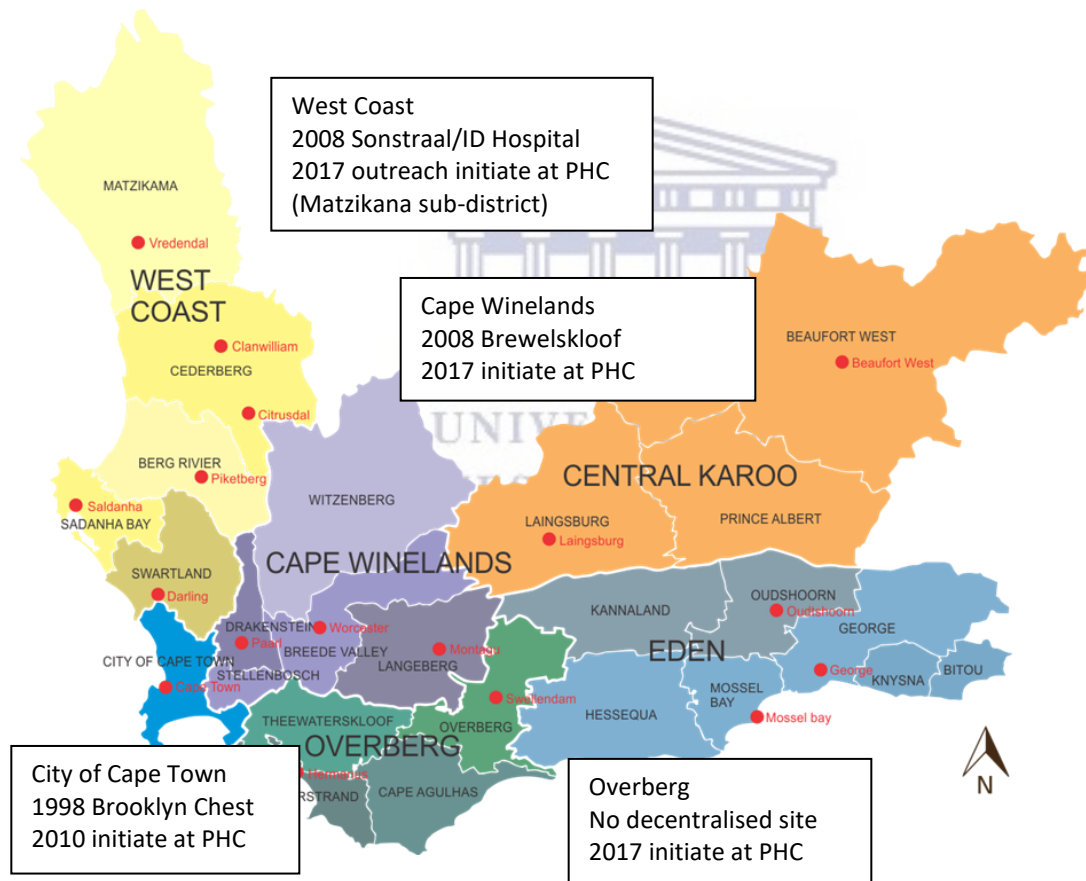 West Coast
2008 Sonstraal/ID Hospital
2017 outreach initiate at PHC
(Matzikana sub-district)
MATZIKAMA
Vredendal
WEST
COAST
Cape Winelands
2008 Brewelskloof
2017 initiate at PHC
BEAUFORT WEST
Beaufort West
Clanwilliam
CEDERBERG
Citrusdal
UNIVE
BERG RIVIER
Piketberg
WITZENBERG
CENTRAL KAROO
Saldanha
SADANHA BAY
LAINGSBURG
Laingsburg
PRINCE ALBERT
SWARTLAND
CAPE WINELANDS
Darling
KANNALAND
OUDSHOORN
Oudtshoorn
DRAKENSTEIN
Worcester
GEORGE
Paarl
BREEDE VALLEY
LANGEBERG
Montagu
EDEN
CITY OF CAPE TOWN
STELLENBOSCH
George
KNYSNA
BITOU
Cape Town
Swellendam
MOSSEL
BAY
Mossel bay
HESSEQUA
THEEWATERSKLOOF
OVERBERG
OVERBERG
Hermanus
RSTRAND
CAPE AGULHAS
N
City of Cape Town
1998 Brooklyn Chest
2010 initiate at PHC
Overberg
No decentralised site
2017 initiate at PHC